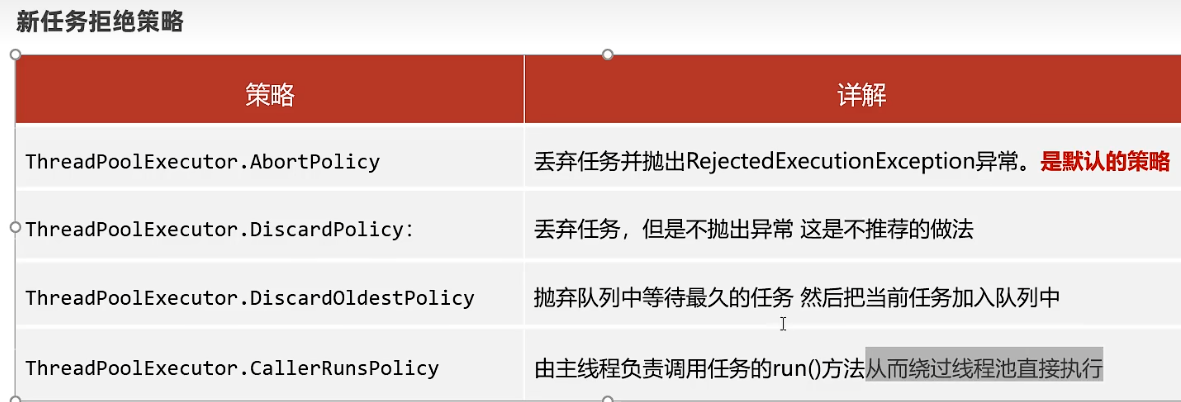 新任务拒绝策略
策略 详解
ThreadPoolExecutor.AbortPolicy 丢弃任务并抛出RejectedExecutionException异常。是默认的策略
ThreadPoolExecutor.DiscardPolicy： 丢弃任务，但是不抛出异常 这是不推荐的做法
ThreadPoolExecutor.DiscardOldestPolicy 抛弃队列中等待最久的任务 然后把当前任务加入队列中
ThreadPoolExecutor.CallerRunsPolicy 由主线程负责调用任务的run()方法从而绕过线程池直接执行